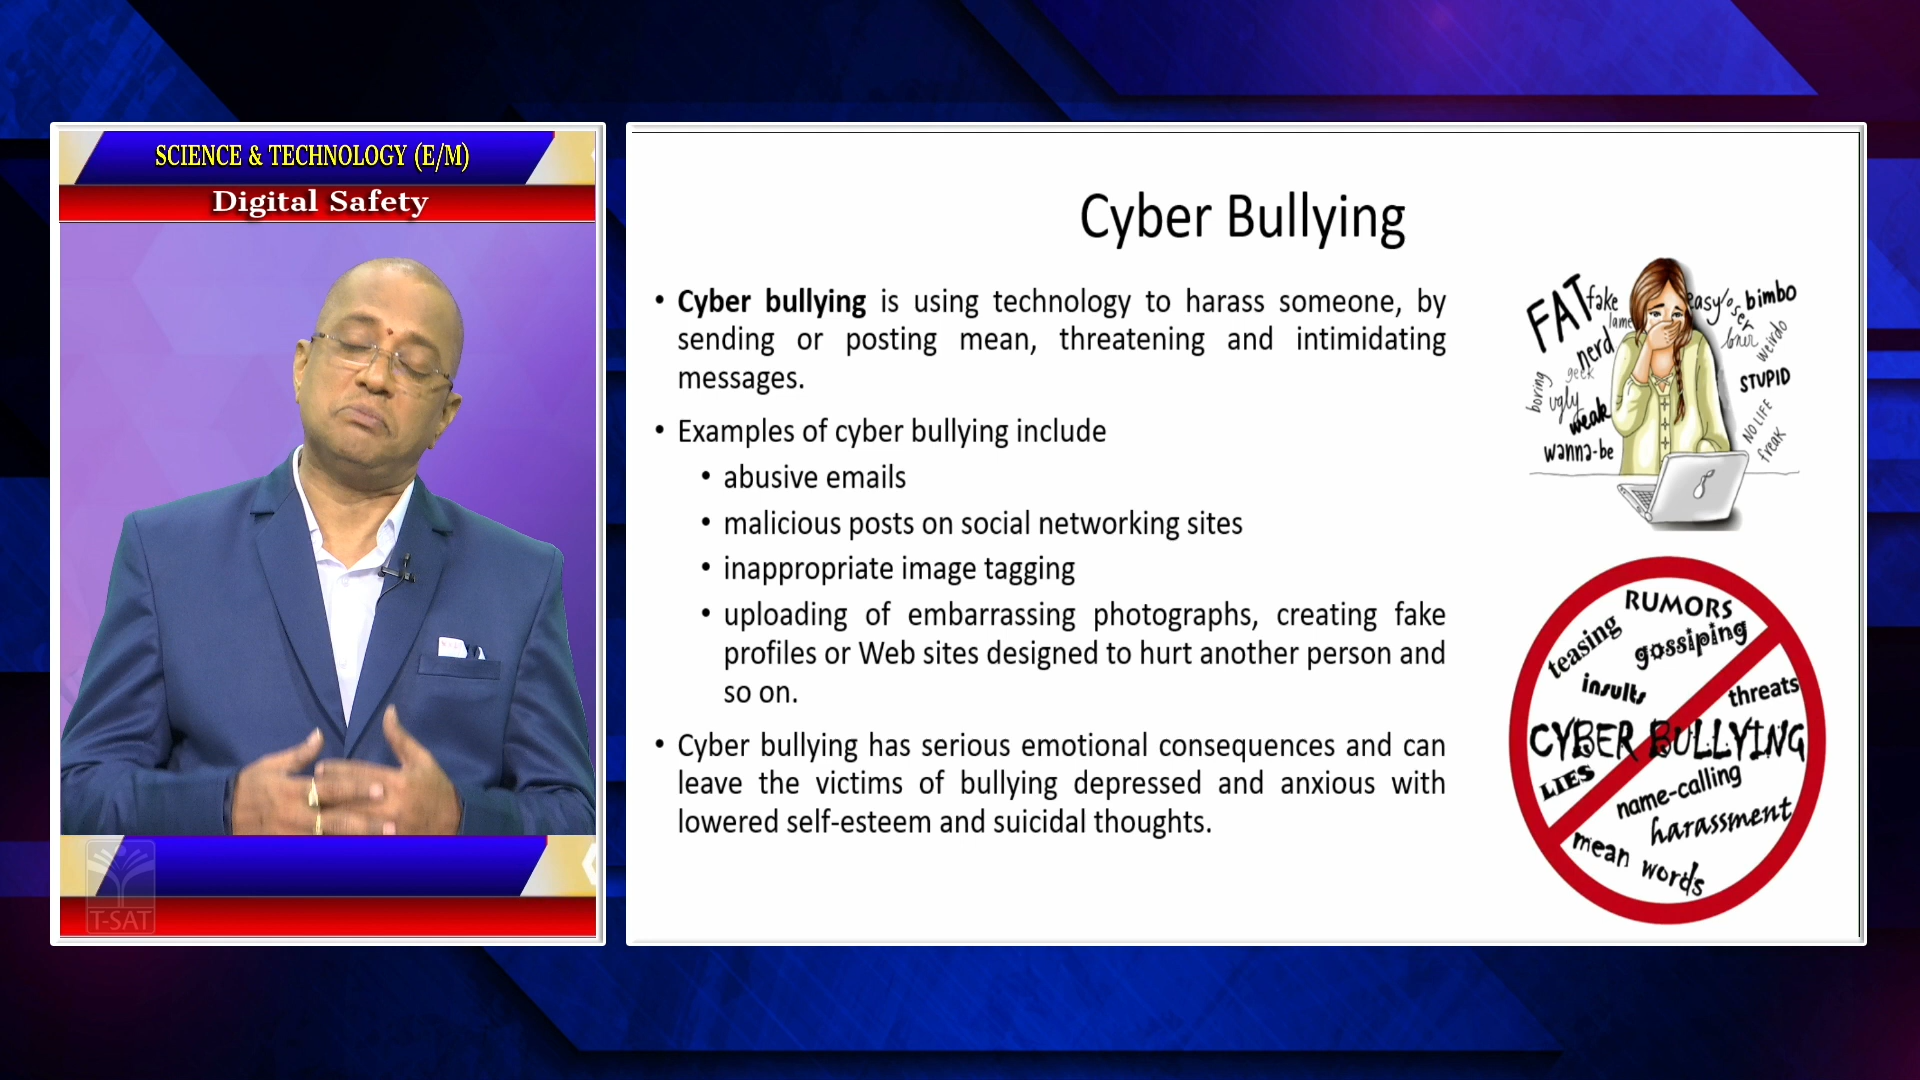 SCIENCE & TECHNOLOGY (E/M)
Digital Safety
T-SAT
Cyber Bullying
• Cyber bullying is using technology to harass someone, by
sending or posting mean, threatening and intimidating
messages.
• Examples of cyber bullying include
• abusive emails
• malicious posts on social networking sites
• inappropriate image tagging
• uploading of embarrassing photographs, creating fake
profiles or Web sites designed to hurt another person and
so on.
• Cyber bullying has serious emotional consequences and can
leave the victims of bullying depressed and anxious with
lowered self-esteem and suicidal thoughts.
FAT
fake
lame
nerd
geek
boring
ugly
weak
wanna-be
easy
bimbo
weirdo
STUPID
NO LIFE
freak
RUMORS
teasing
gossiping
insults
threats
CYBER BULLYING
LIES
name-calling
harassment
mean words